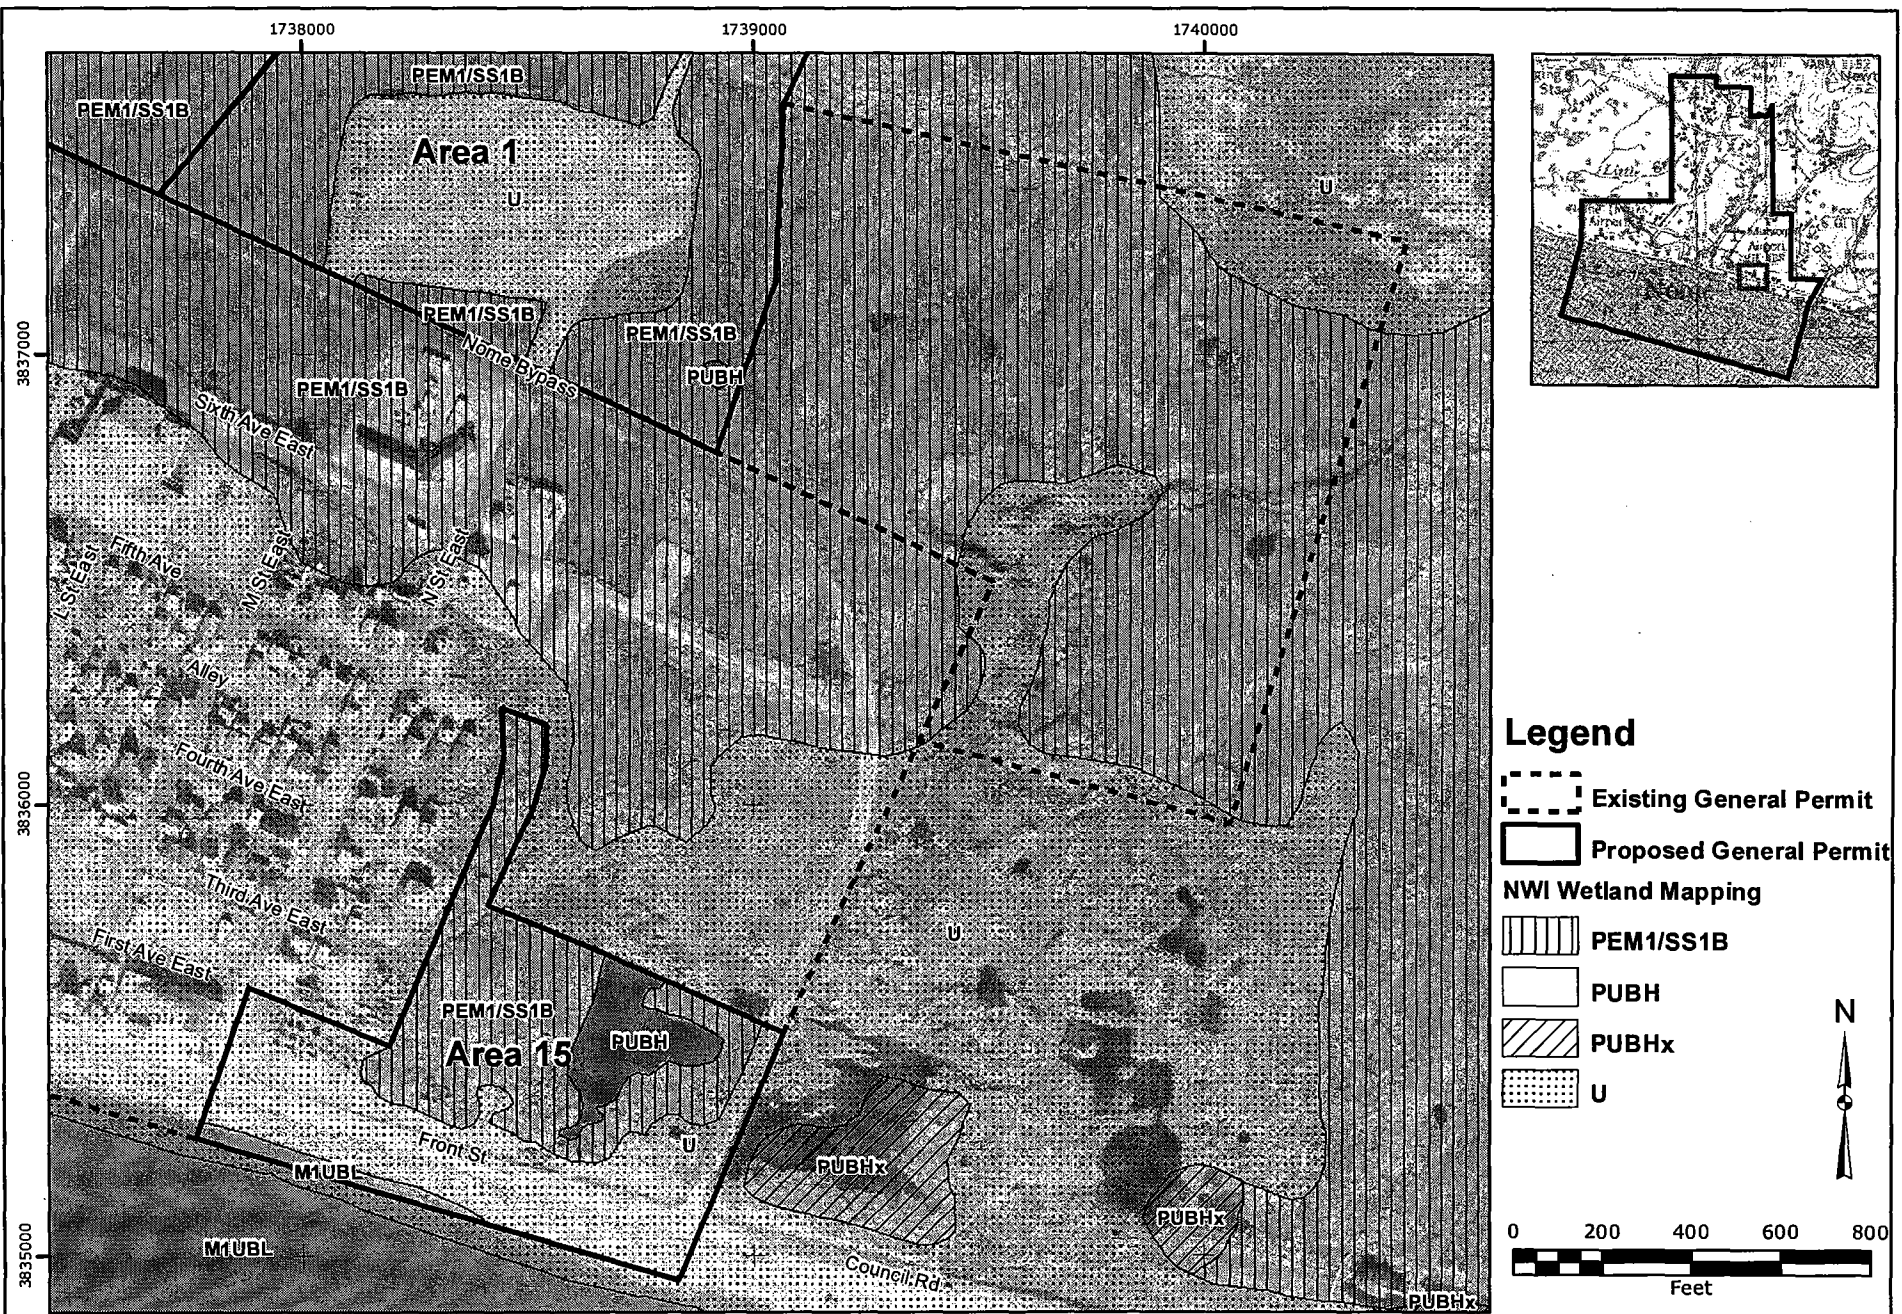 1738000
1739000
1740000
PEM1/SS1B
PEM1/SS1B
Area 1
U
U
PEM1/SS1B
PEM1/SS1B
PUBH
Nome Bypass
PEM1/SS1B
3837000
Sixth Ave East
Fifth Ave
L St East
M St East
N St East
Alley
Fourth Ave East
3836000
Third Ave East
First Ave East
U
PEM1/SS1B
Area 15
PUBH
Front St
U
PUBHx
M1UBL
M1UBL
3835000
PUBHx
Council Rd
PUBHx
Little
Airport
Nome
Legend
Existing General Permit
Proposed General Permit
NWI Wetland Mapping
PEM1/SS1B
PUBH
PUBHx
U
N
0 200 400 600 800
Feet